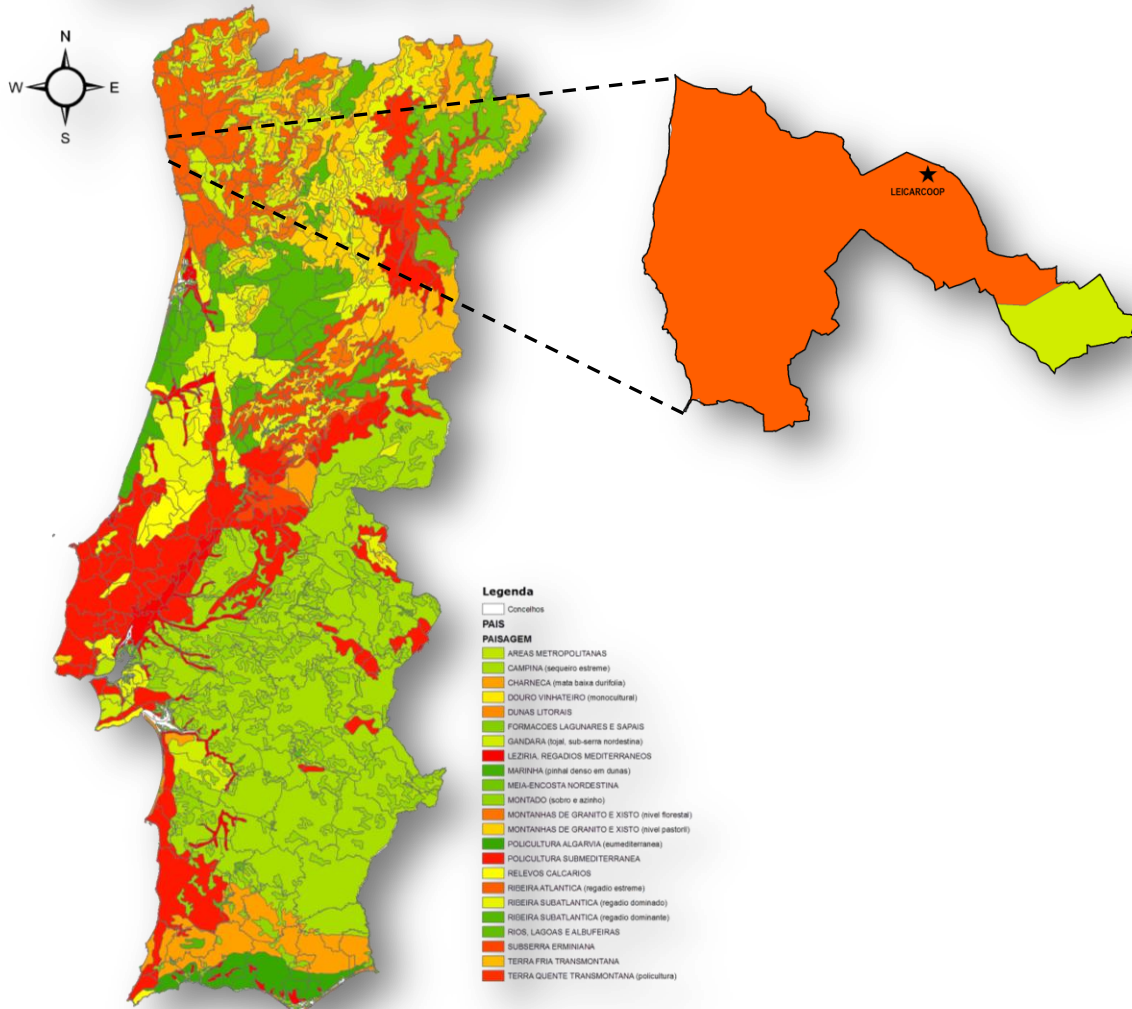 N
W
E
S
LEICARCOOP
Legenda
Concelhos
PAIS
PAISAGEM
AREAS METROPOLITANAS
CAMPINA (sequeiro estreme)
CHARNECA (mata baixa durifolia)
DOURO VINHATEIRO (monocultural)
DUNAS LITORAIS
FORMACOES LAGUNARES E SAPAIS
GANDARA (tojal, sub-serra nordestina)
LEZIRIA, REGADIOS MEDITERRANEOS
MARINHA (pinhal denso em dunas)
MEIA-ENCOSTA NORDESTINA
MONTADO (sobro e azinho)
MONTANHAS DE GRANITO E XISTO (nivel florestal)
MONTANHAS DE GRANITO E XISTO (nivel pastoril)
POLICULTURA ALGARVIA (eumediterranea)
POLICULTURA SUBMEDITERRANEA
RELEVOS CALCARIOS
RIBEIRA ATLANTICA (regadio estreme)
RIBEIRA SUBATLANTICA (regadio dominado)
RIBEIRA SUBATLANTICA (regadio dominante)
RIOS, LAGOAS E ALBUFEIRAS
SUBSERRA ERMINIANA
TERRA FRIA TRANSMONTANA
TERRA QUENTE TRANSMONTANA (policultura)